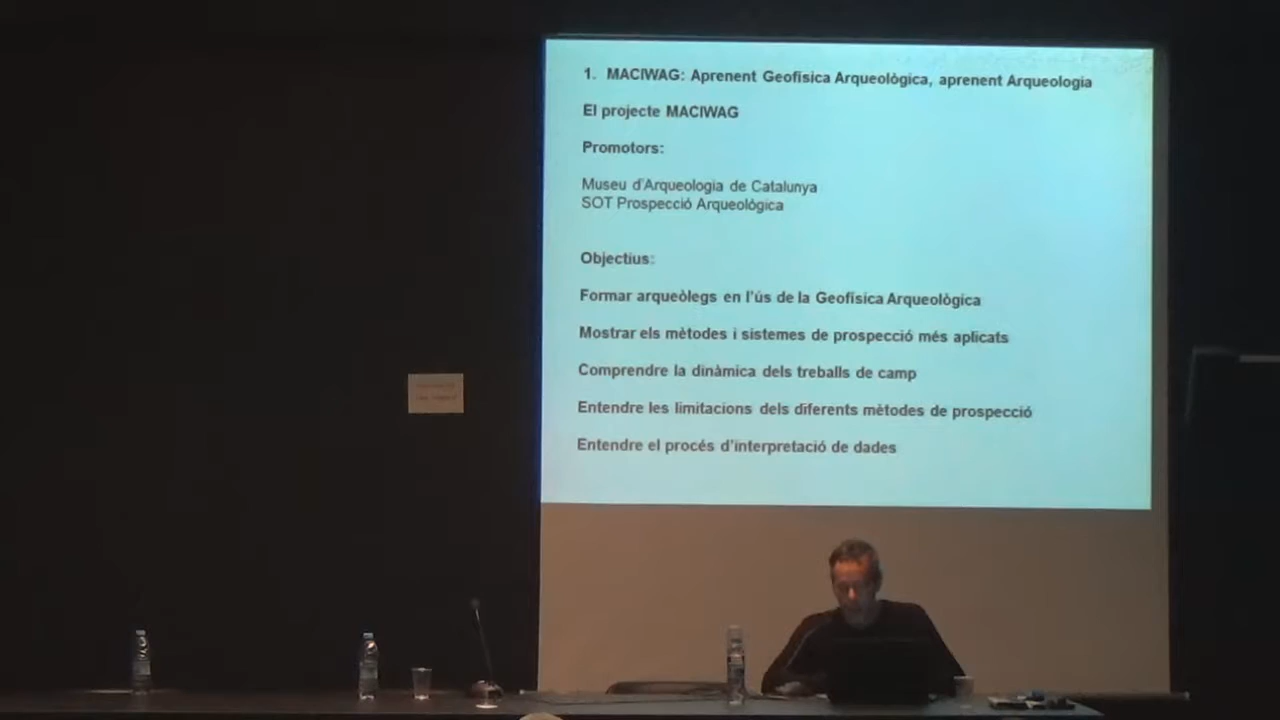 1. MACIWAG: Aprenent Geofísica Arqueològica, aprenent Arqueologia
El projecte MACIWAG
Promotors:
Museu d'Arqueologia de Catalunya
SOT Prospecció Arqueológica
Objectius:
Formar arqueòlegs en l'ús de la Geofísica Arqueològica
Mostrar els mètodes i sistemes de prospecció més aplicats
Comprendre la dinàmica dels treballs de camp
Entendre les limitacions dels diferents mètodes de prospecció
Entendre el procés d'interpretació de dades